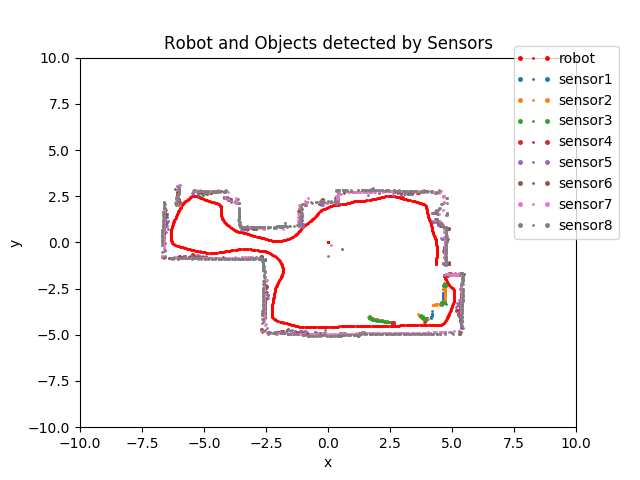 Robot and Objects detected by Sensors
robot
sensor1
sensor2
sensor3
sensor4
sensor5
sensor6
sensor7
sensor8
10.0
7.5
5.0
2.5
0.0
−2.5
−5.0
−7.5
−10.0
y
−10.0 −7.5 −5.0 −2.5 0.0 2.5 5.0 7.5 10.0
x